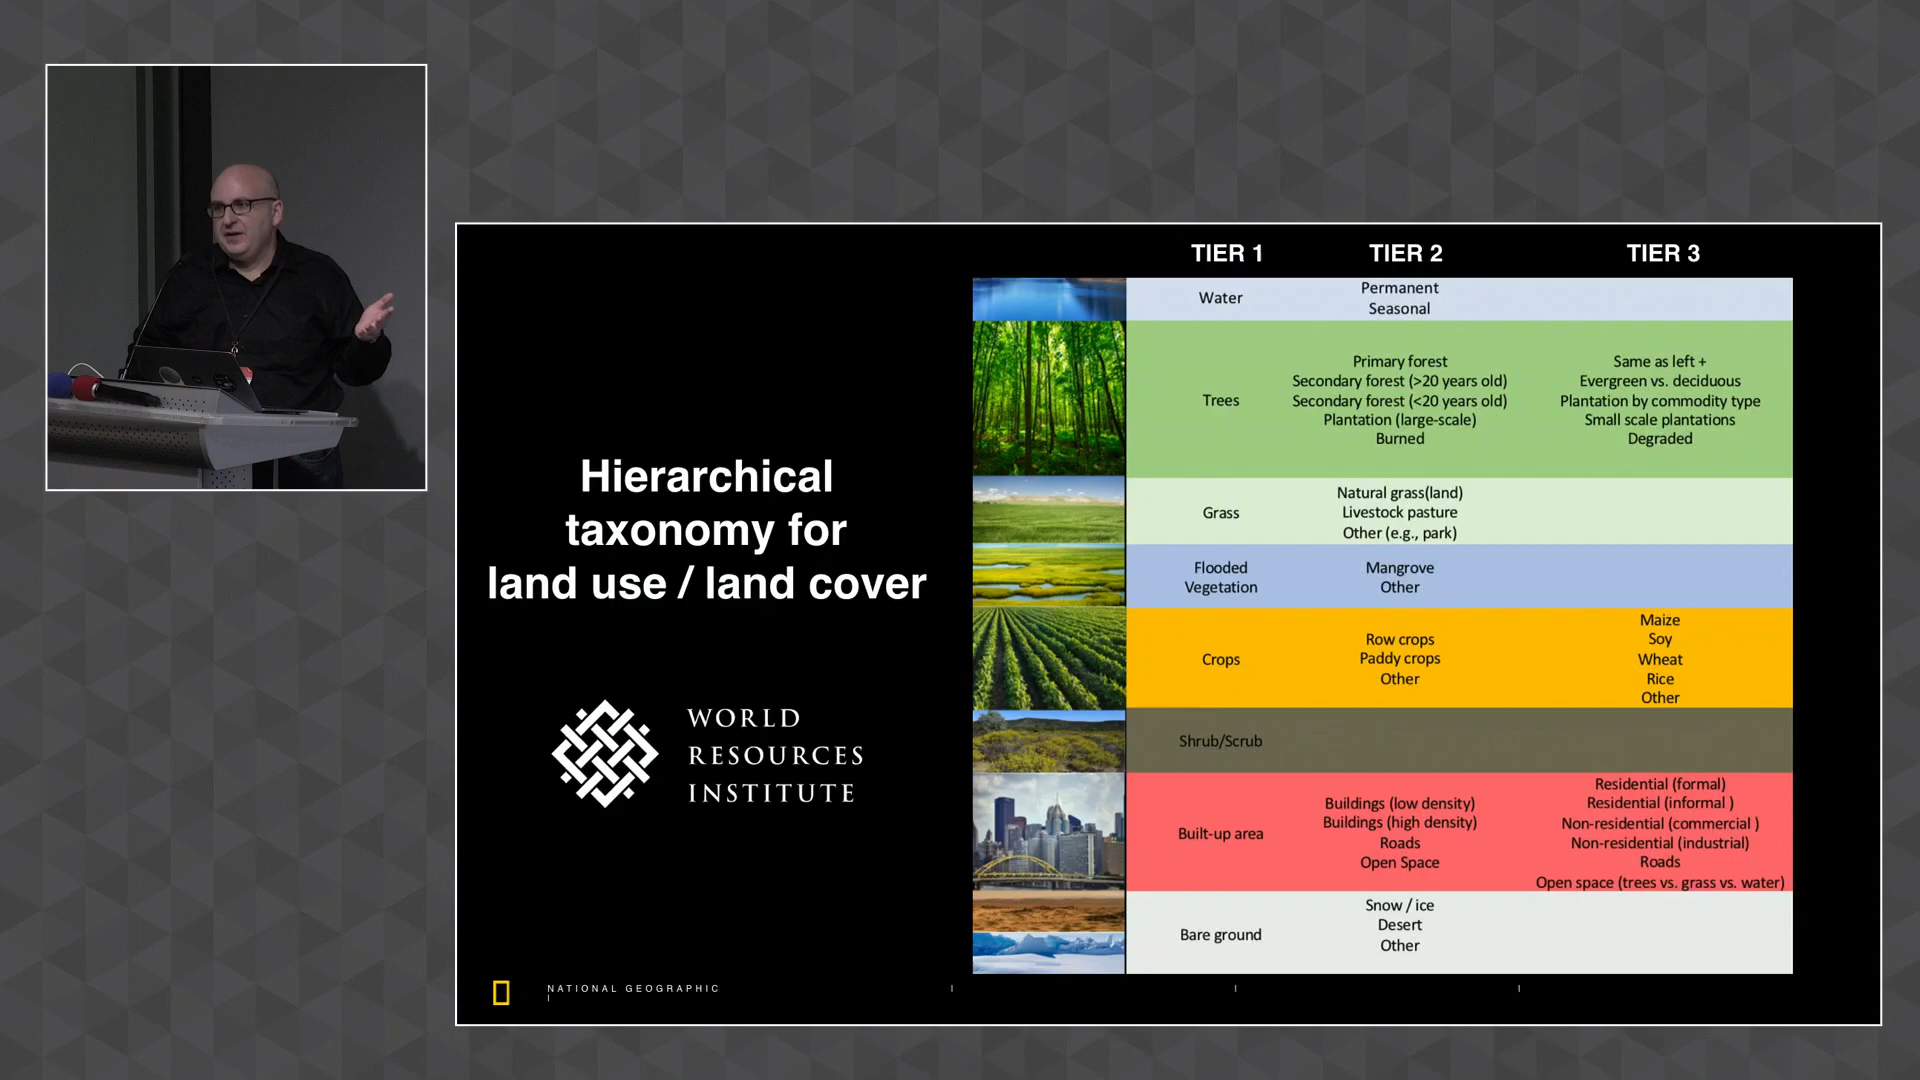 TIER 1 TIER 2 TIER 3
Hierarchical
taxonomy for
land use / land cover
WORLD
RESOURCES
INSTITUTE
Water
Permanent
Seasonal
Trees
Primary forest
Secondary forest (>20 years old)
Secondary forest (<20 years old)
Plantation (large-scale)
Burned
Same as left +
Evergreen vs. deciduous
Plantation by commodity type
Small scale plantations
Degraded
Grass
Natural grass(land)
Livestock pasture
Other (e.g., park)
Flooded
Vegetation
Mangrove
Other
Crops
Row crops
Paddy crops
Other
Maize
Soy
Wheat
Rice
Other
Shrub/Scrub
Built-up area
Buildings (low density)
Buildings (high density)
Roads
Open Space
Residential (formal)
Residential (informal )
Non-residential (commercial )
Non-residential (industrial)
Roads
Open space (trees vs. grass vs. water)
Bare ground
Snow / ice
Desert
Other
NATIONAL GEOGRAPHIC